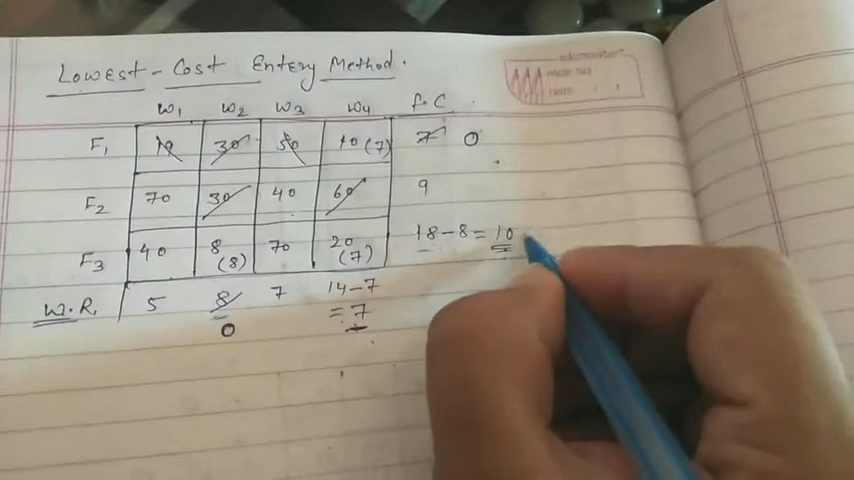 Lowest-Cost Entery Method.
W1 W2 W3 W4 F.C
F1 10 30 50 10 (7) 7 0
F2 70 30 40 60 9
F3 40 8 (8) 70 20 (7) 18-8=10
W.R. 5 8 7 14-7
0 = 7